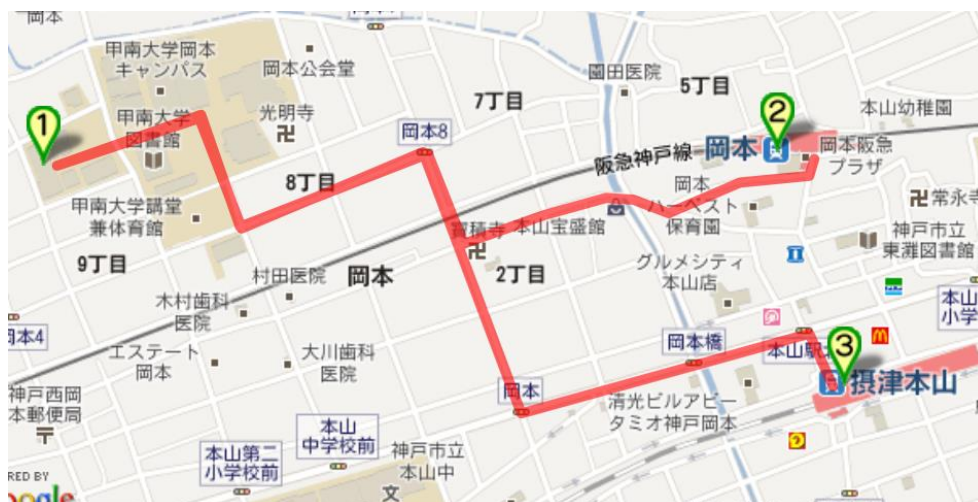 岡本
甲南大学岡本
キャンパス
岡本公会堂
園田医院
5丁目
7丁目
本山幼稚園
1
甲南大学
図書館
光明寺
岡本8
2
岡本
岡本阪急
プラザ
阪急神戸線
8丁目
岡本
ハーベスト
保育園
常永寺
甲南大学講堂
兼体育館
宝積寺
本山宝盛館
神戸市立
東灘図書館
9丁目
村田医院
岡本
2丁目
グルメシティ
本山店
木村歯科
医院
本山
小学
岡本4
エステート
岡本
大川歯科
医院
岡本橋
本山駅
3
摂津本山
神戸西岡
本郵便局
岡本
清光ビルアビー
タミオ神戸岡本
本山
中学校前
本山第二
小学校前
神戸市立
本山中
文
RED BY
oogle